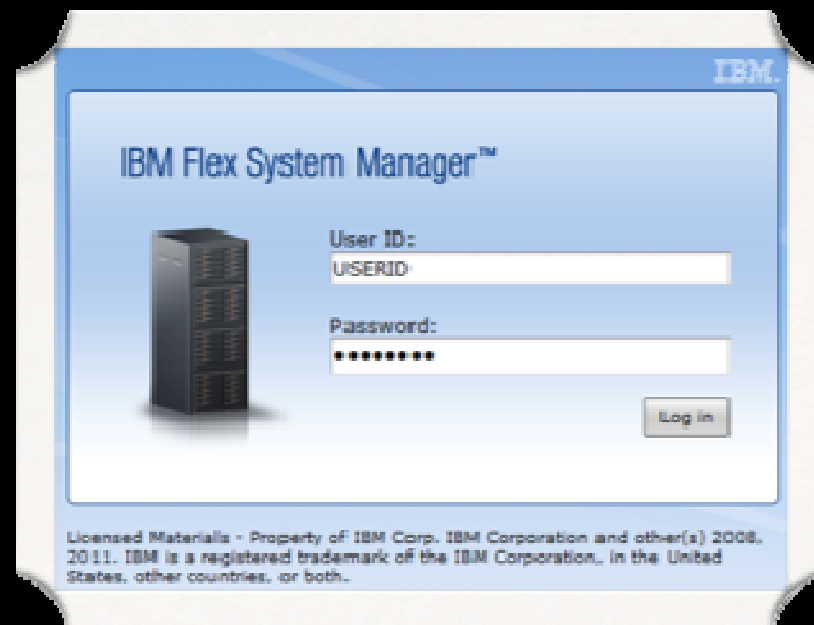 IBM.
IBM Flex System Manager™
User ID:
USERID
Password:
••••••••
Log in
Licensed Materials - Property of IBM Corp. IBM Corporation and other(s) 2008,
2011. IBM is a registered trademark of the IBM Corporation, in the United
States, other countries, or both.